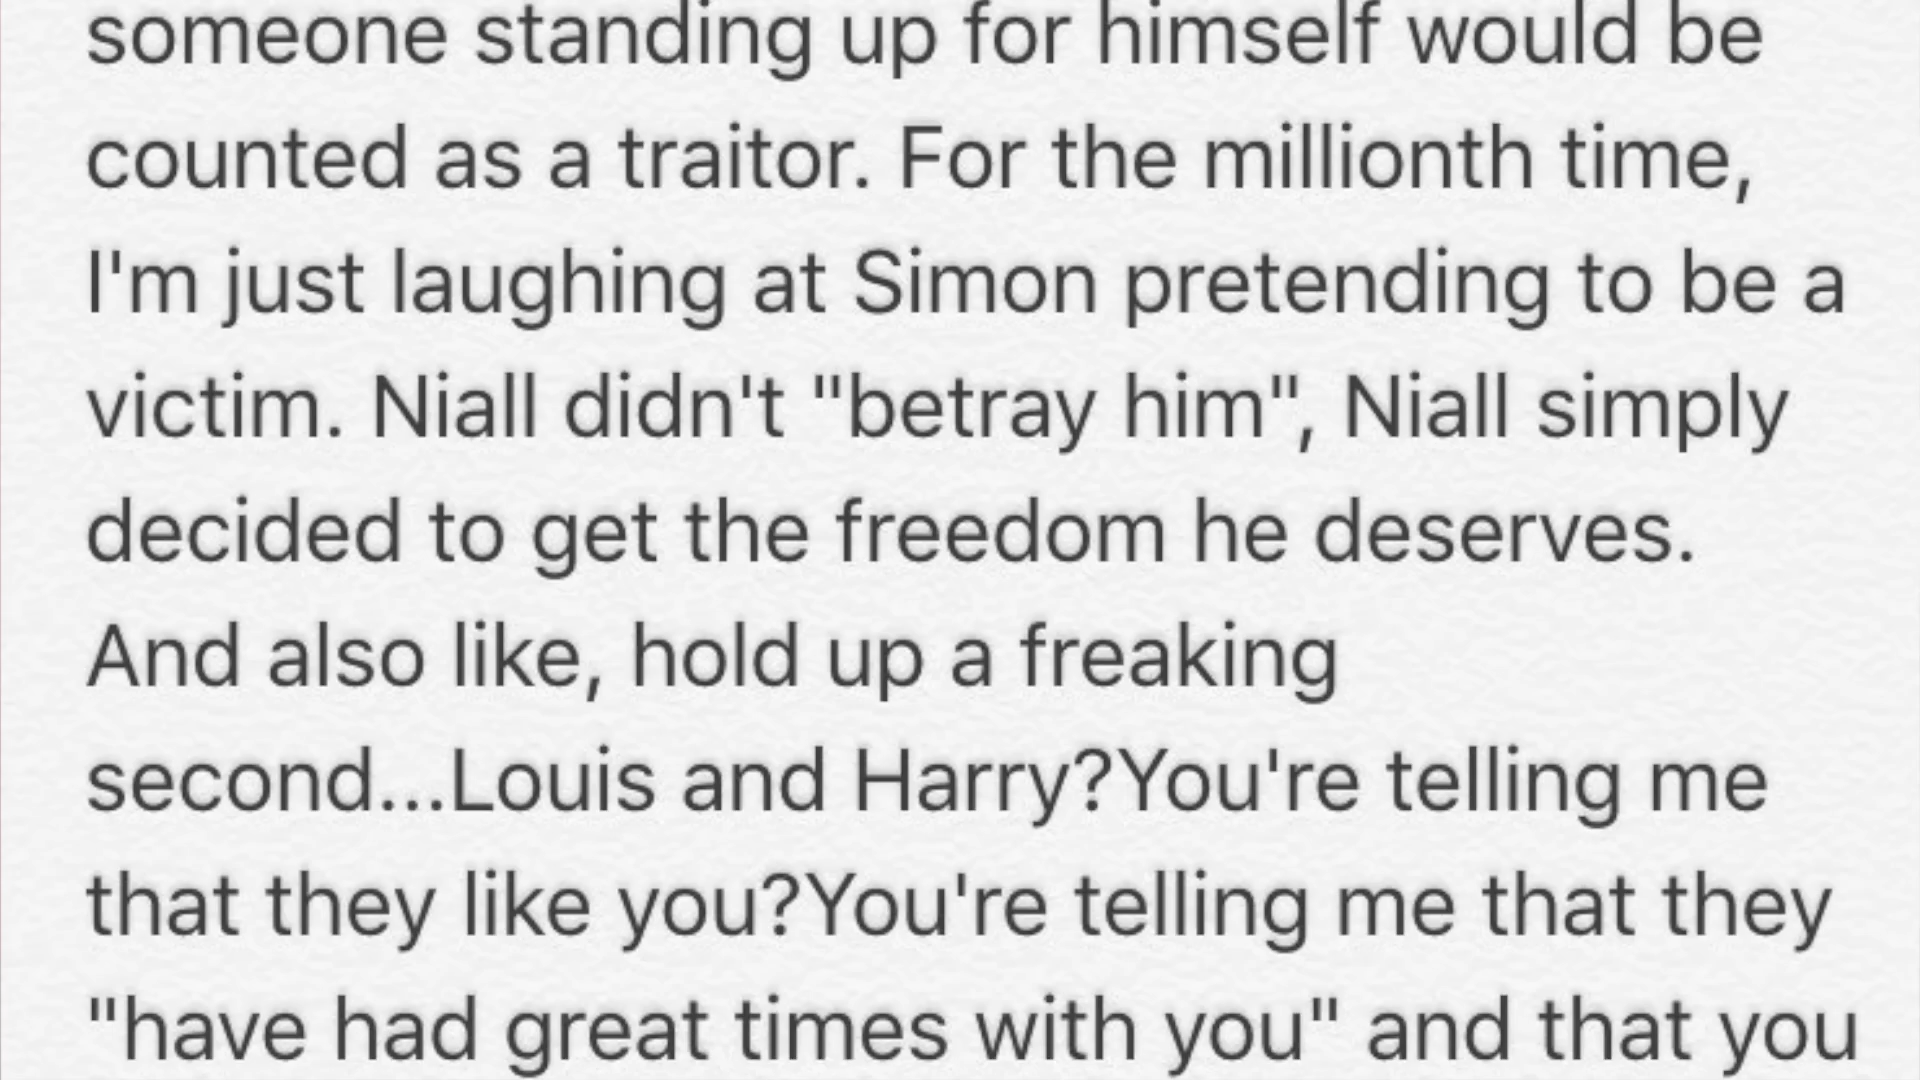 someone standing up for himself would be
counted as a traitor. For the millionth time,
I'm just laughing at Simon pretending to be a
victim. Niall didn't "betray him", Niall simply
decided to get the freedom he deserves.
And also like, hold up a freaking
second...Louis and Harry?You're telling me
that they like you?You're telling me that they
"have had great times with you" and that you